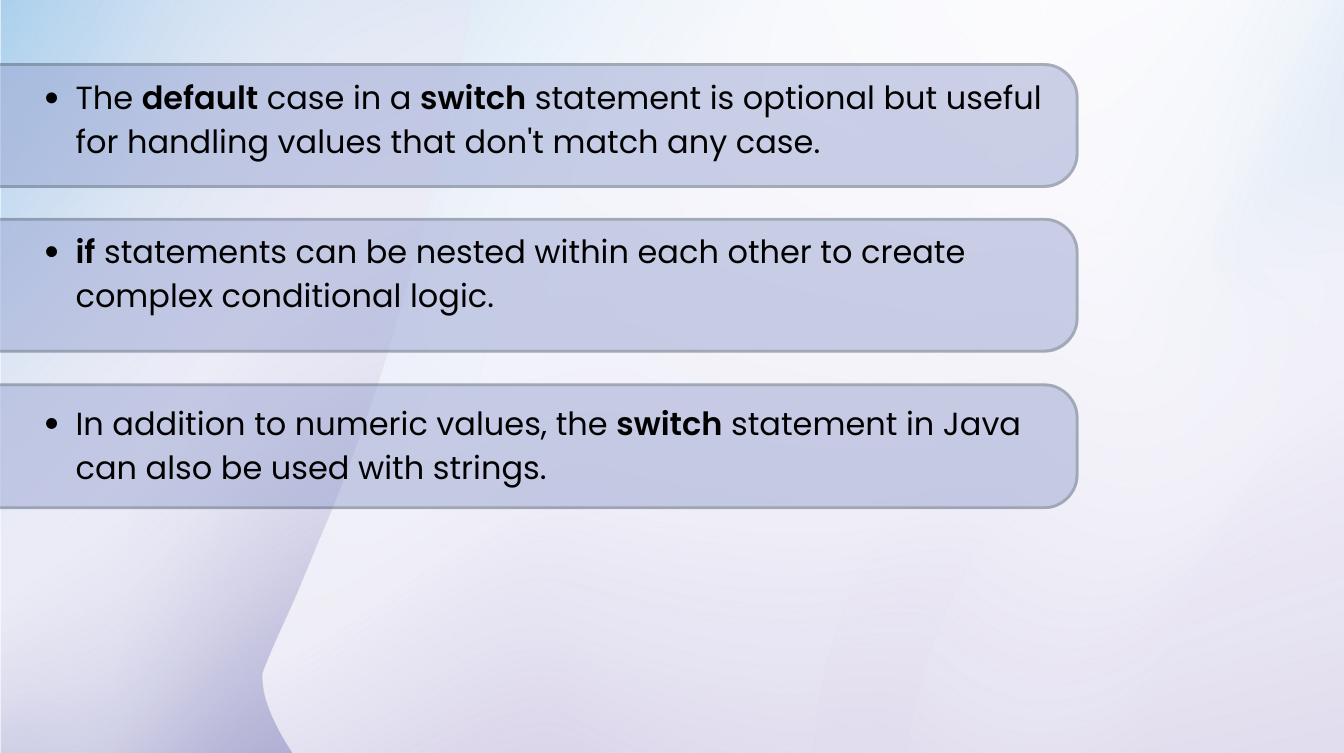 • The default case in a switch statement is optional but useful
for handling values that don't match any case.
• if statements can be nested within each other to create
complex conditional logic.
• In addition to numeric values, the switch statement in Java
can also be used with strings.